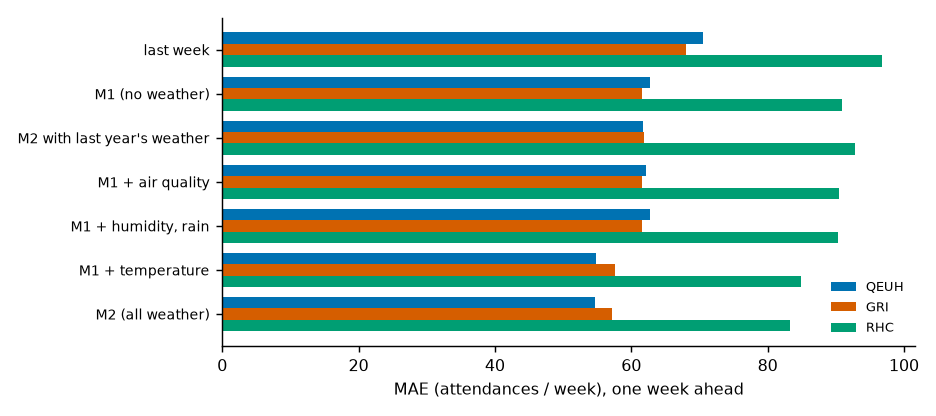 last week
M1 (no weather)
M2 with last year's weather
M1 + air quality
M1 + humidity, rain
M1 + temperature
M2 (all weather)
QEUH
GRI
RHC
0 20 40 60 80 100
MAE (attendances / week), one week ahead